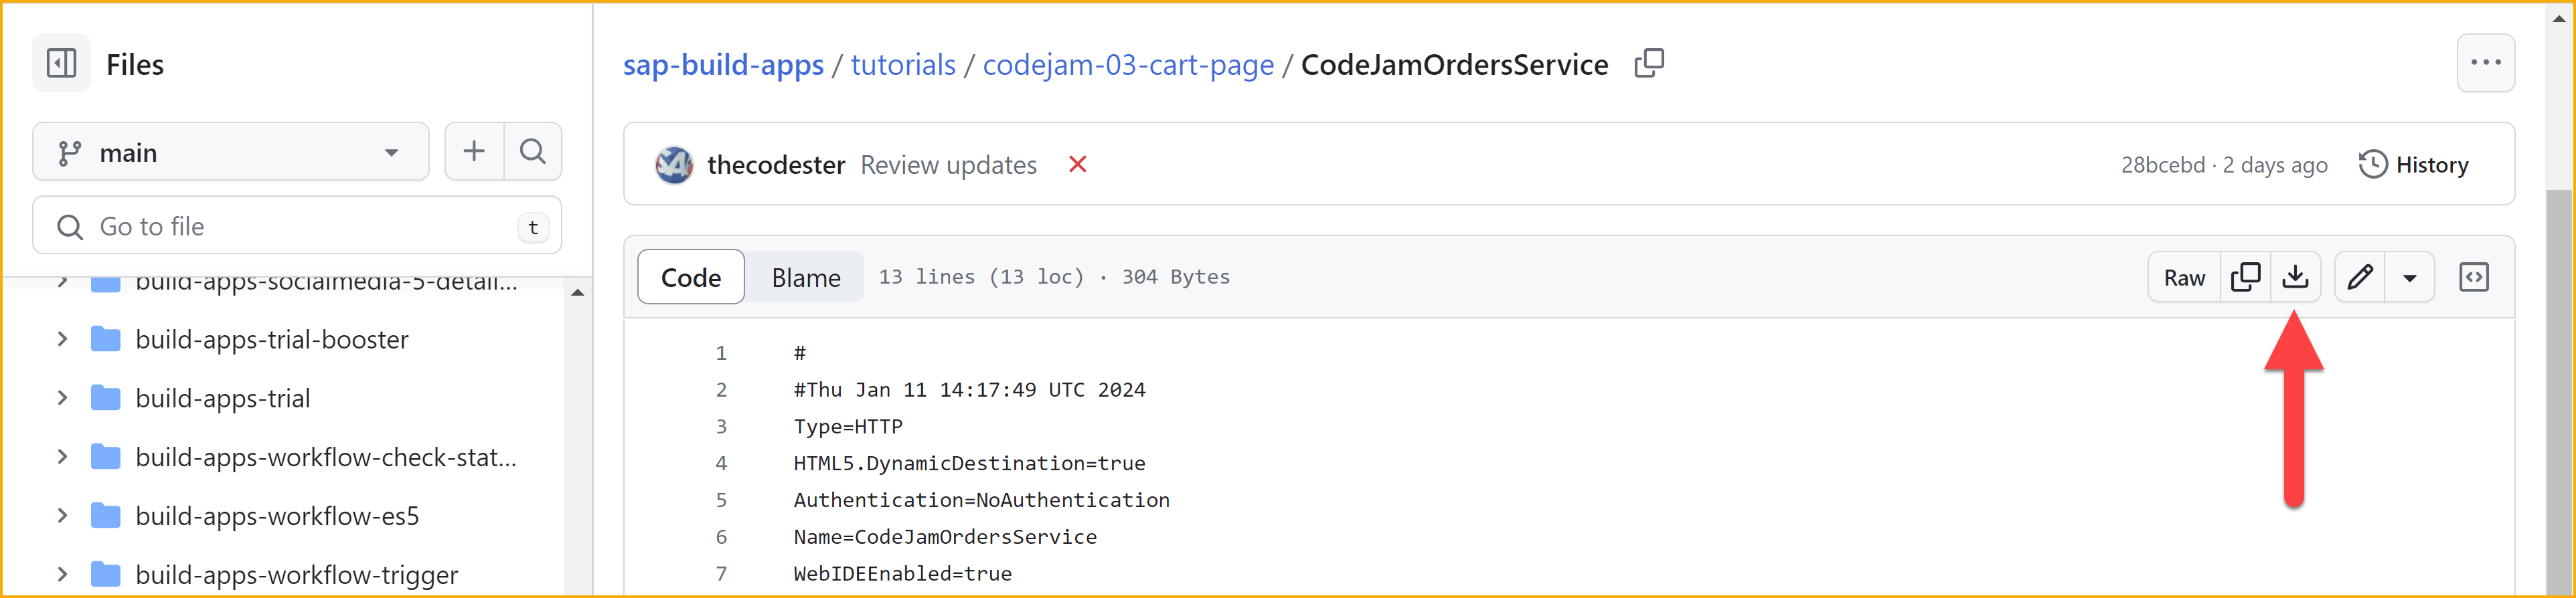 Files
main
Go to file
t
build-apps-socialmedia-5-detail...
build-apps-trial-booster
build-apps-trial
build-apps-workflow-check-stat...
build-apps-workflow-es5
build-apps-workflow-trigger
sap-build-apps / tutorials / codejam-03-cart-page / CodeJamOrdersService
thecodester Review updates
28bcebd · 2 days ago History
Code Blame 13 lines (13 loc) · 304 Bytes
Raw
1 #
2 #Thu Jan 11 14:17:49 UTC 2024
3 Type=HTTP
4 HTML5.DynamicDestination=true
5 Authentication=NoAuthentication
6 Name=CodeJamOrdersService
7 WebIDEEnabled=true